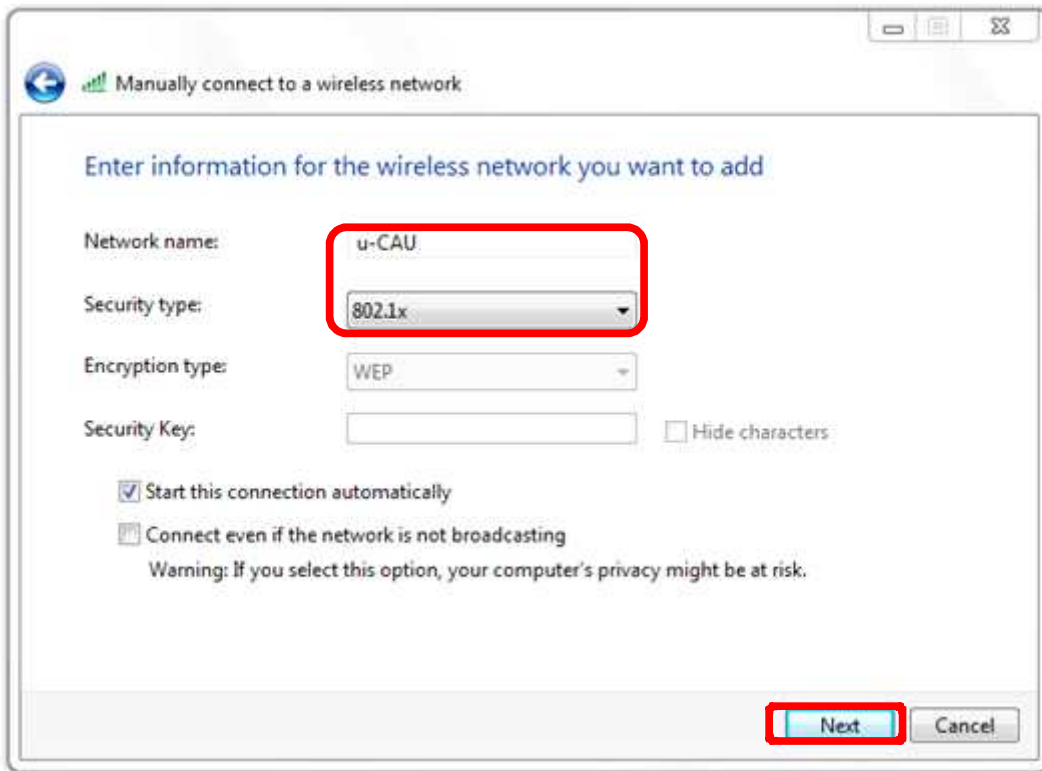 Manually connect to a wireless network
Enter information for the wireless network you want to add
Network name: u-CAU
Security type: 802.1x
Encryption type: WEP
Security Key:
Hide characters
Start this connection automatically
Connect even if the network is not broadcasting
Warning: If you select this option, your computer's privacy might be at risk.
Next Cancel